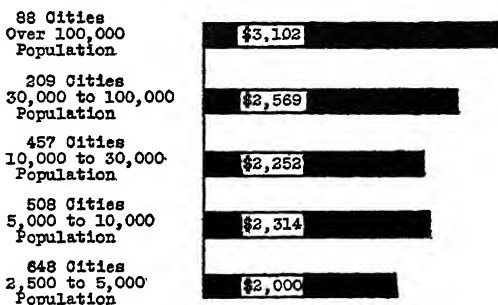 88 Cities
Over 100,000
Population
$3,102
209 Cities
30,000 to 100,000
Population
$2,569
457 Cities
10,000 to 30,000
Population
$2,252
508 Cities
5,000 to 10,000
Population
$2,314
648 Cities
2,500 to 5,000
Population
$2,000